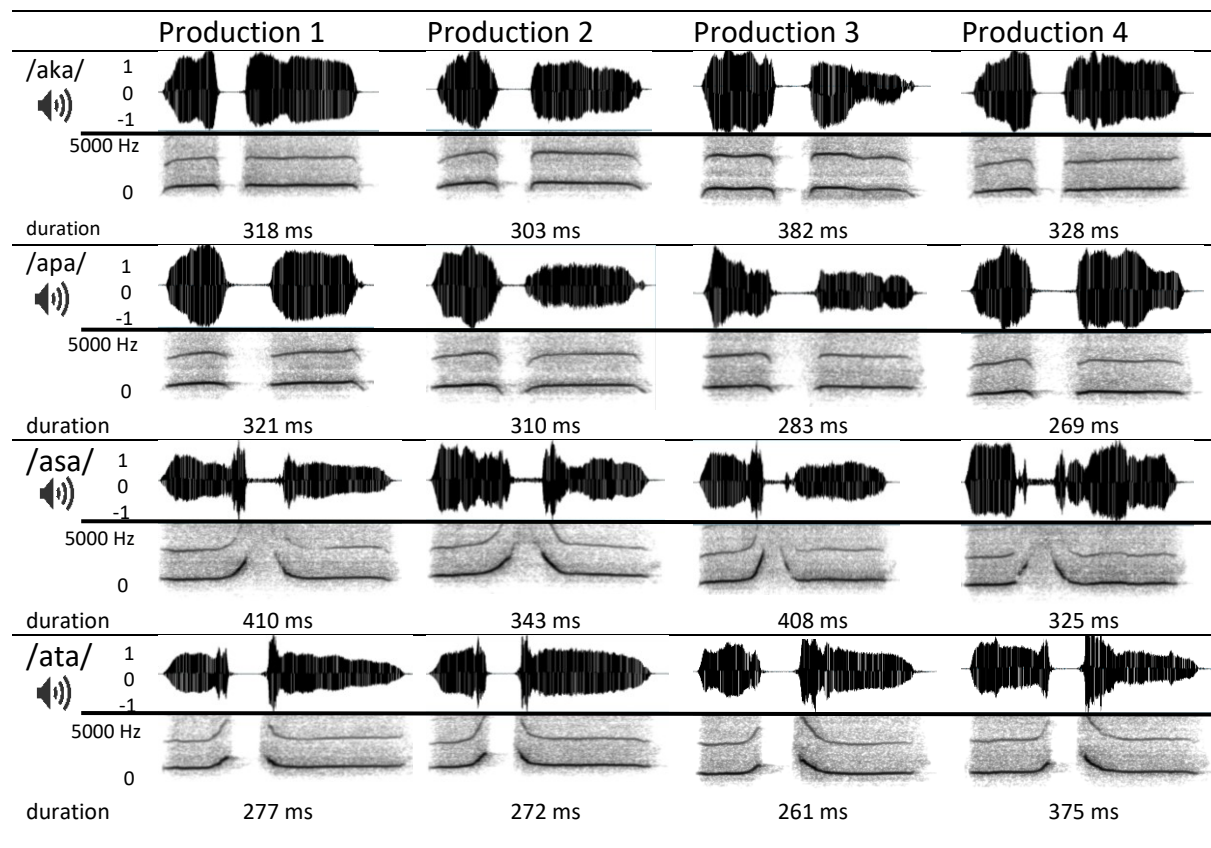 Production 1 Production 2 Production 3 Production 4
/aka/ 1
0
-1
5000 Hz
0
duration 318 ms 303 ms 382 ms 328 ms
/apa/ 1
0
-1
5000 Hz
0
duration 321 ms 310 ms 283 ms 269 ms
/asa/ 1
0
-1
5000 Hz
0
duration 410 ms 343 ms 408 ms 325 ms
/ata/ 1
0
-1
5000 Hz
0
duration 277 ms 272 ms 261 ms 375 ms